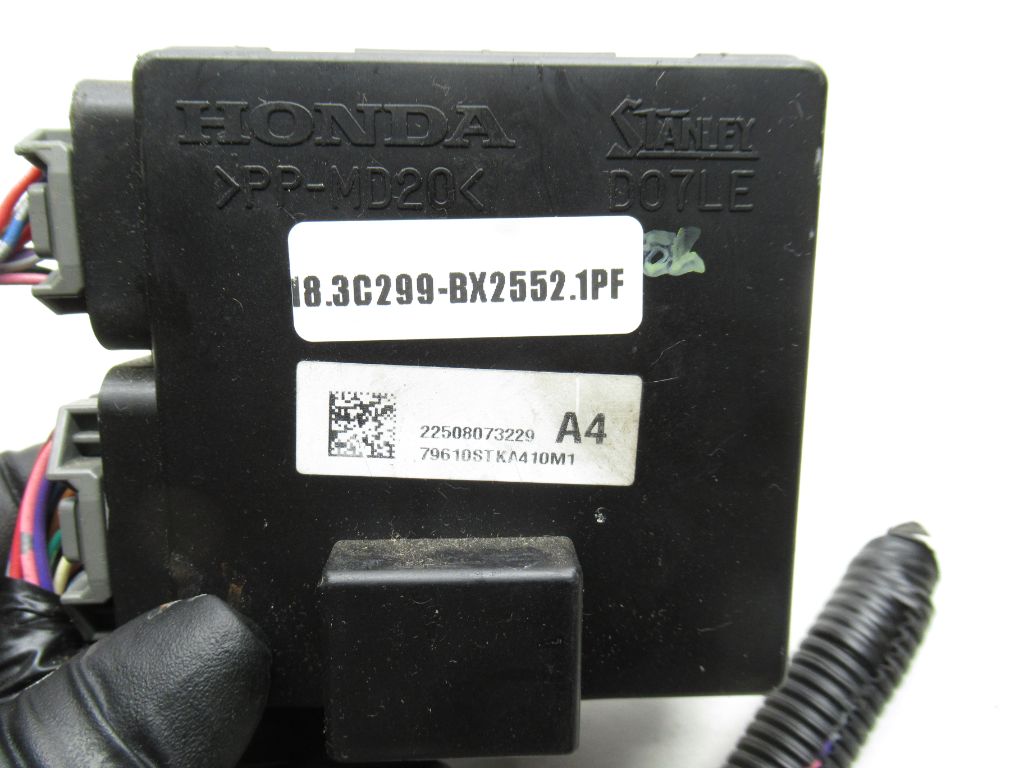 HONDA
STANLEY
>PP-MD20<
D07LE
18.3C299-BX2552.1PF
22508073229 A4
79610STKA410M1